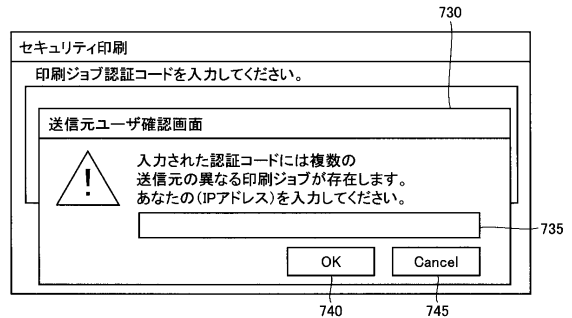 730
セキュリティ印刷
印刷ジョブ認証コードを入力してください。
送信元ユーザ確認画面
!
入力された認証コードには複数の
送信元の異なる印刷ジョブが存在します。
あなたの(IPアドレス)を入力してください。
735
OK
Cancel
740
745